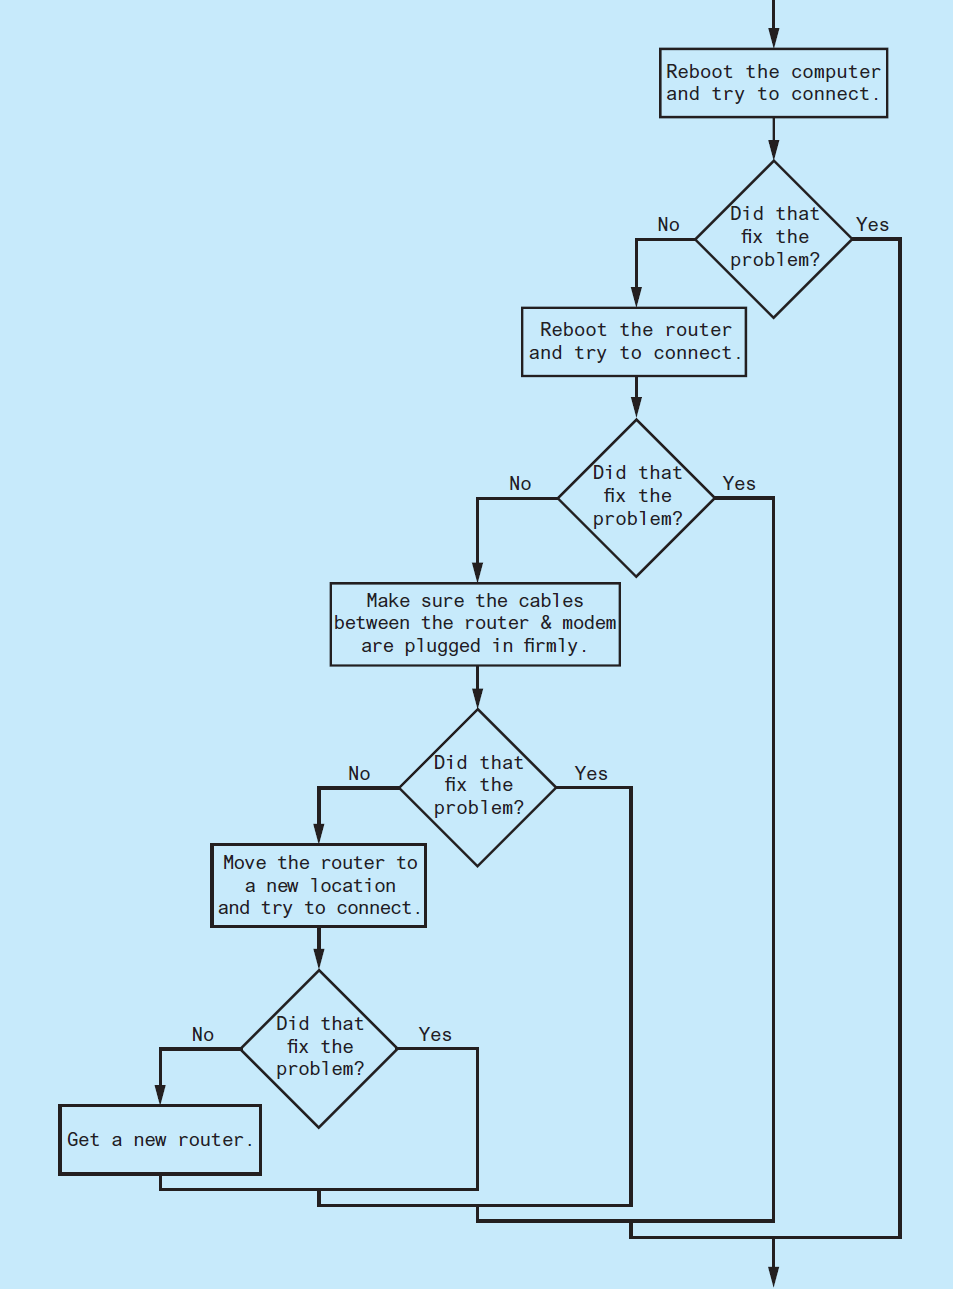 Reboot the computer
and try to connect.
Did that
fix the
problem?
No
Yes
Reboot the router
and try to connect.
Did that
fix the
problem?
No
Yes
Make sure the cables
between the router & modem
are plugged in firmly.
Did that
fix the
problem?
No
Yes
Move the router to
a new location
and try to connect.
Did that
fix the
problem?
No
Yes
Get a new router.